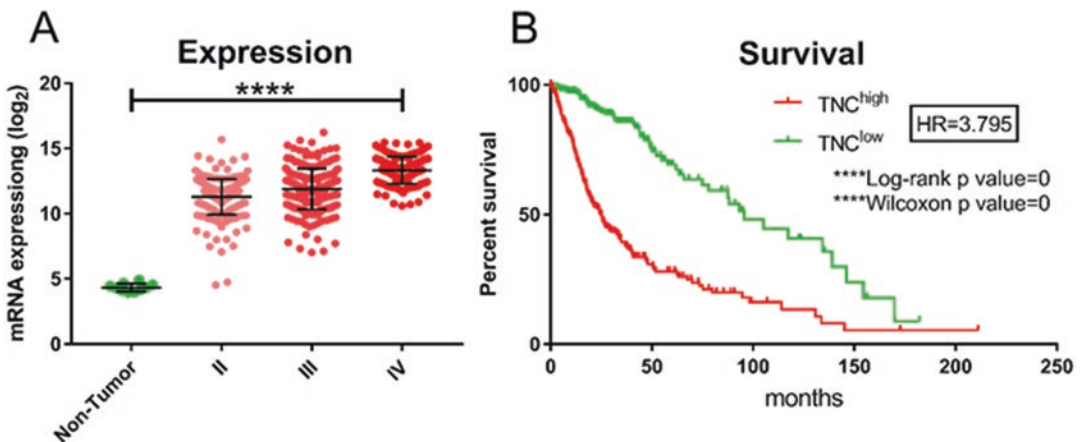 A
Expression
mRNA expressiong (log2)
20
15
10
5
0
****
Non-Tumor
II
III
IV
B
Survival
Percent survival
100
50
0
0
50
100
150
200
250
months
TNChigh
TNClow
HR=3.795
****Log-rank p value=0
****Wilcoxon p value=0